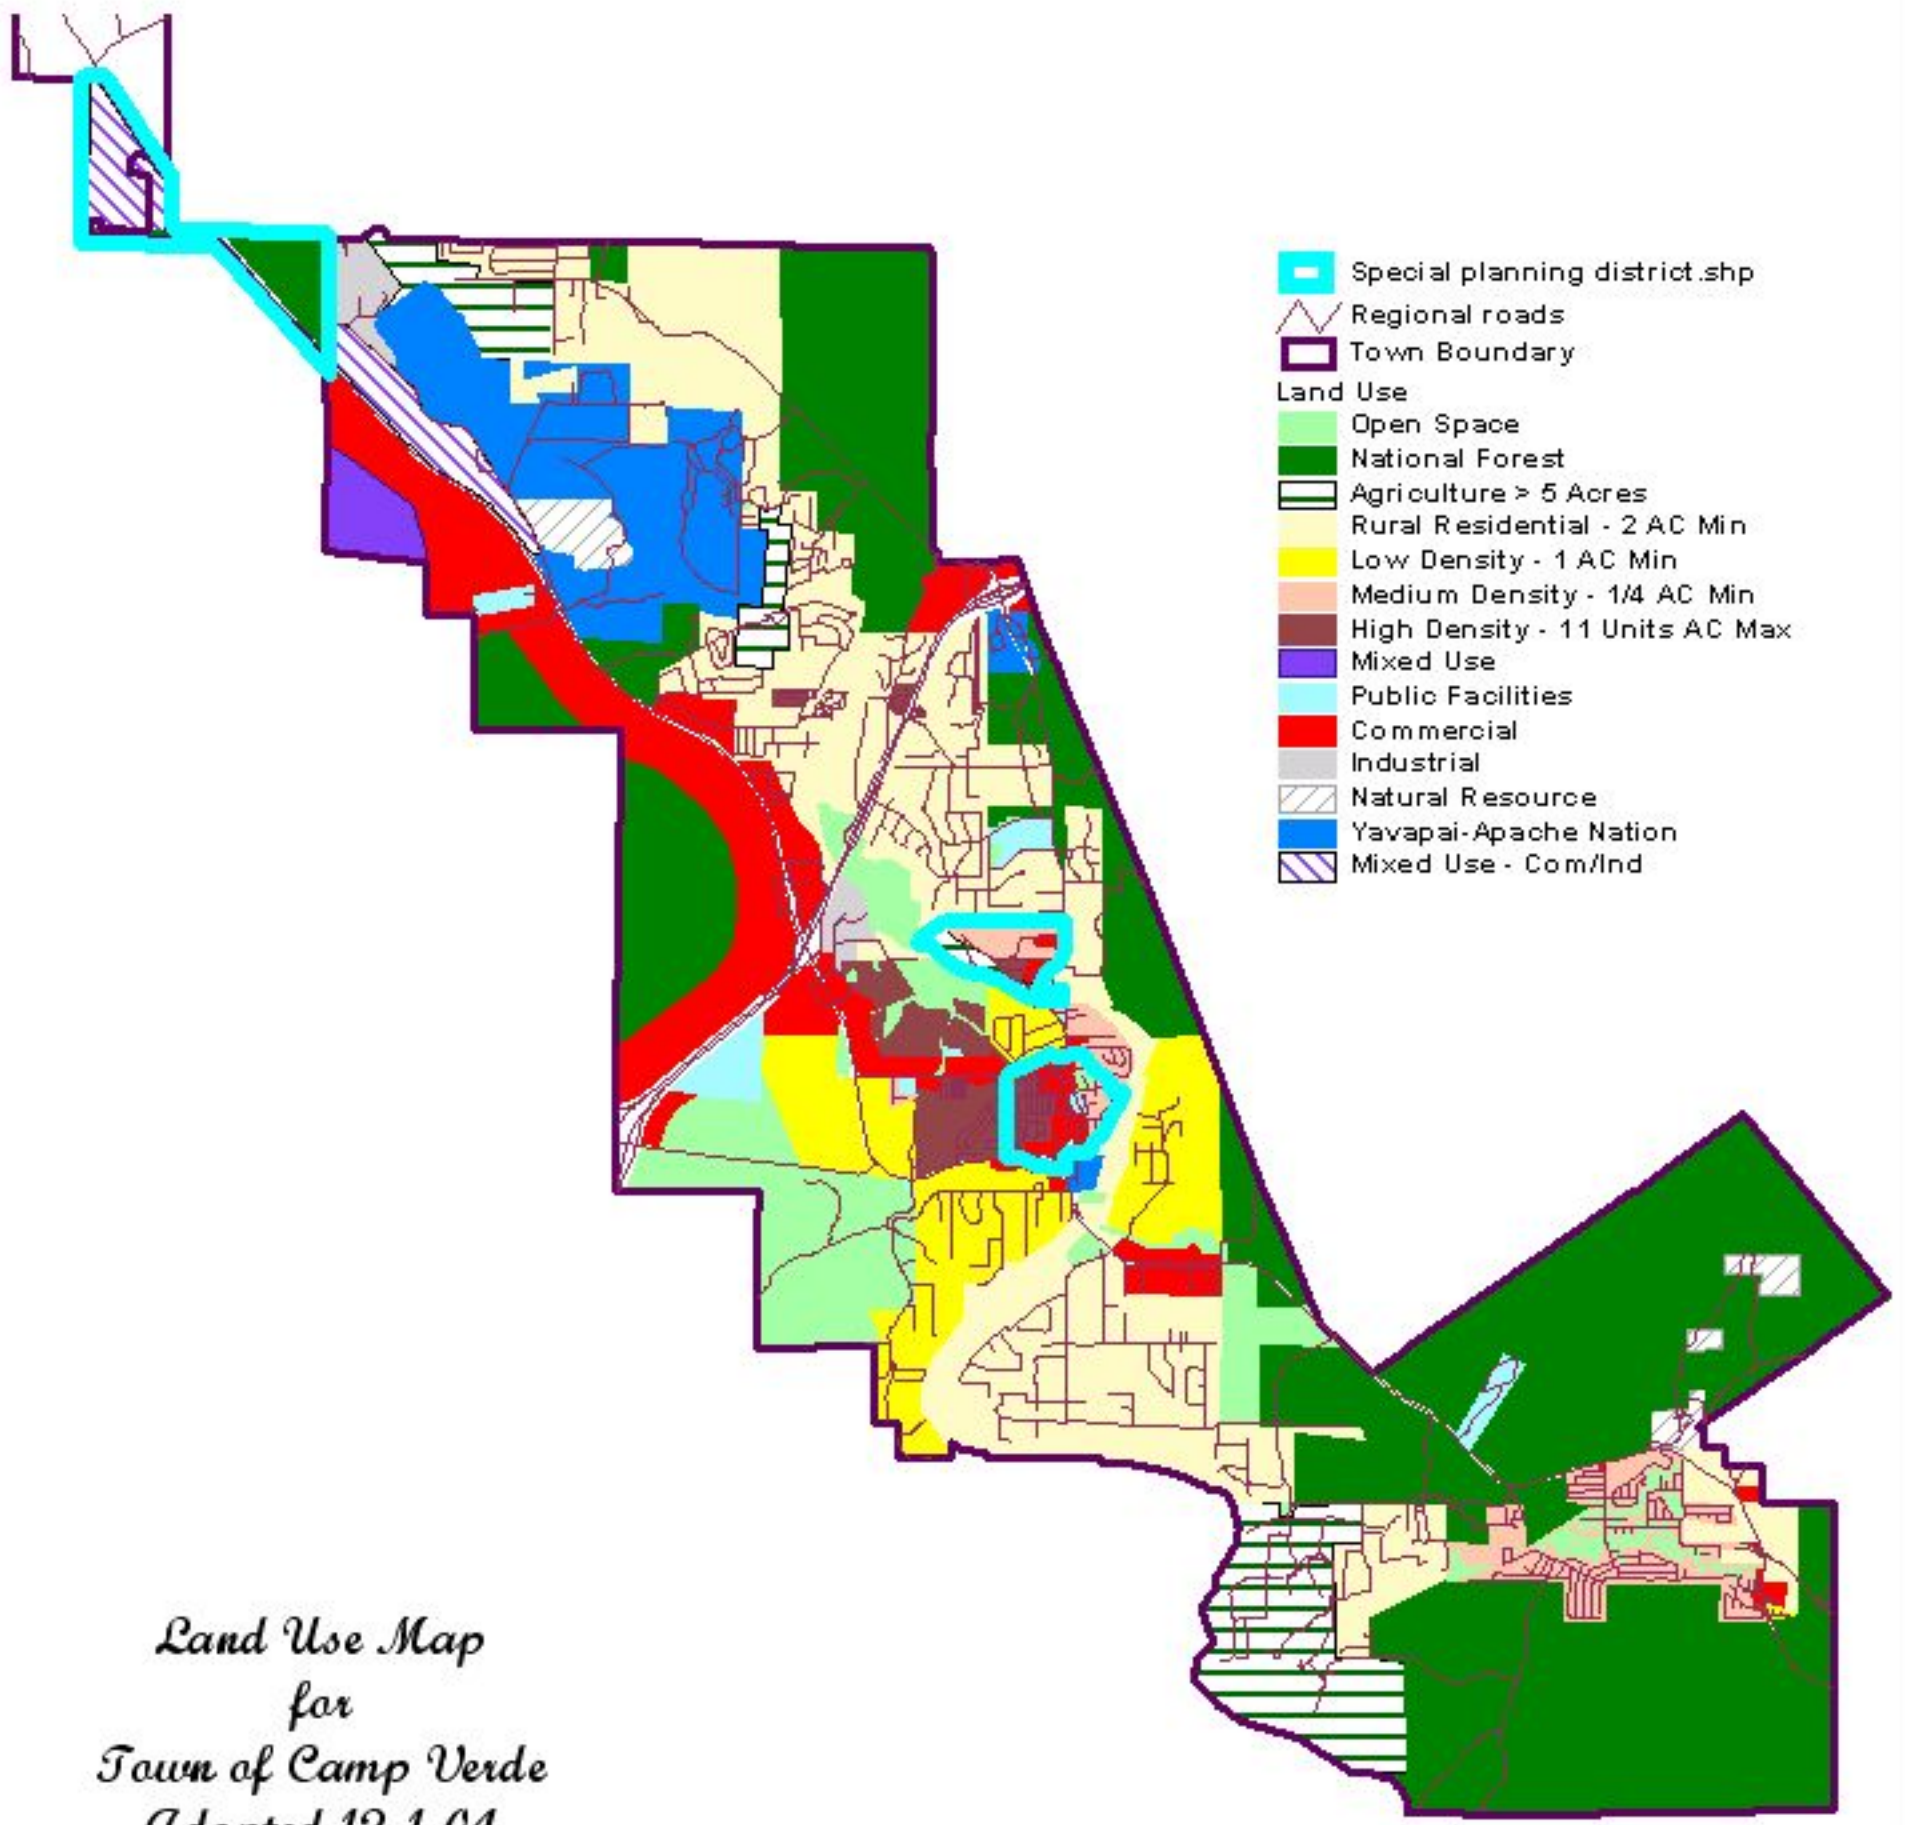 Special planning district.shp
Regional roads
Town Boundary
Land Use
Open Space
National Forest
Agriculture > 5 Acres
Rural Residential - 2 AC Min
Low Density - 1 AC Min
Medium Density - 1/4 AC Min
High Density - 11 Units AC Max
Mixed Use
Public Facilities
Commercial
Industrial
Natural Resource
Yavapai-Apache Nation
Mixed Use - Com/Ind
Land Use Map
for
Town of Camp Verde
Adopted